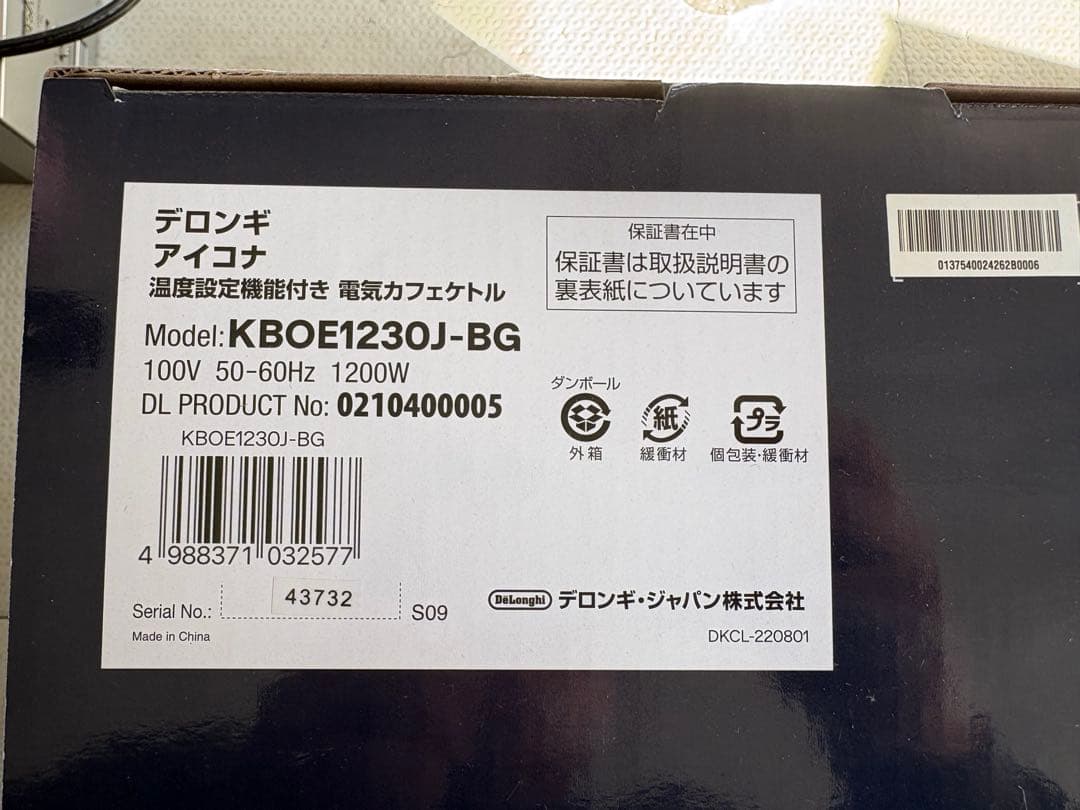 デロンギ
アイコナ
温度設定機能付き 電気カフェケトル
Model: KBOE1230J-BG
100V 50-60Hz 1200W
DL PRODUCT No: 0210400005
KBOE1230J-BG
4 988371 032577
Serial No.: 43732 S09
Made in China
保証書在中
保証書は取扱説明書の
裏表紙についています
ダンボール
外箱
紙
緩衝材
プラ
個包装・緩衝材
DeLonghi デロンギ・ジャパン株式会社
DKCL-220801
0137540024262B0006